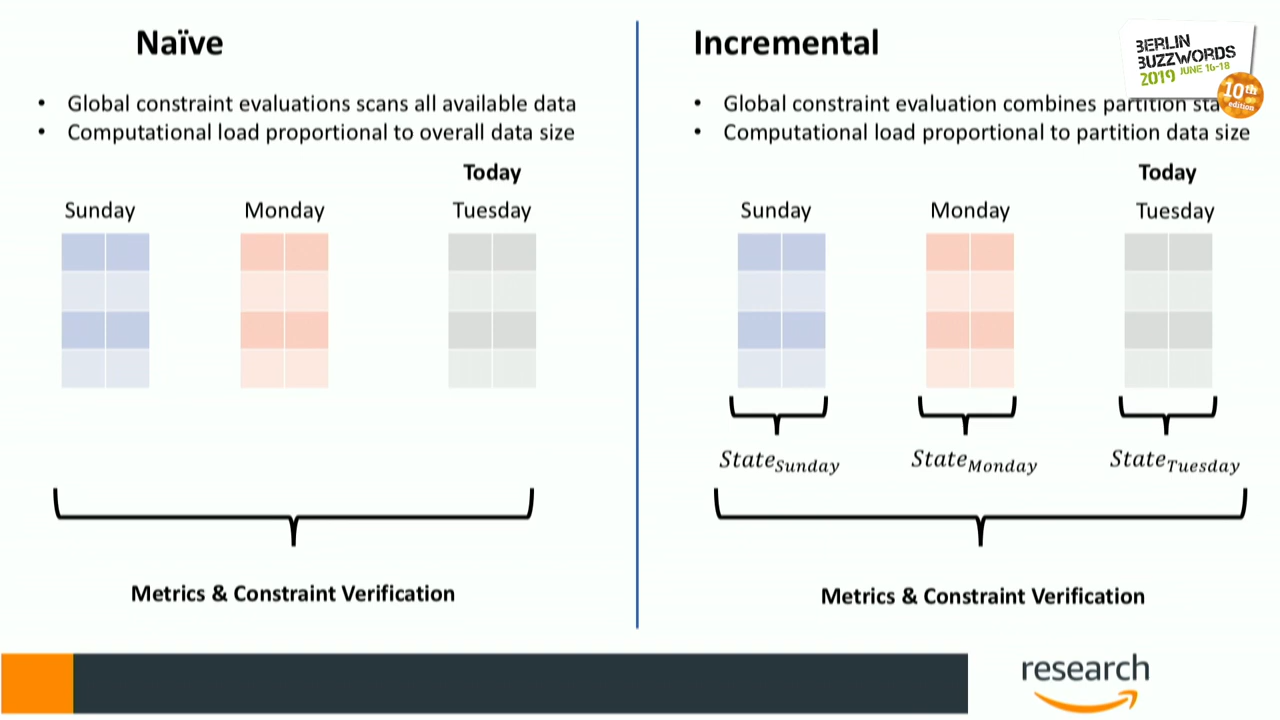 Naïve
• Global constraint evaluations scans all available data
• Computational load proportional to overall data size
Today
Sunday Monday Tuesday
Metrics & Constraint Verification
Incremental
• Global constraint evaluation combines partition
• Computational load proportional to partition data size
Today
Sunday Monday Tuesday
State_Sunday State_Monday State_Tuesday
Metrics & Constraint Verification
BERLIN
BUZZWORDS
2019 JUNE 16-18
10th
edition
research